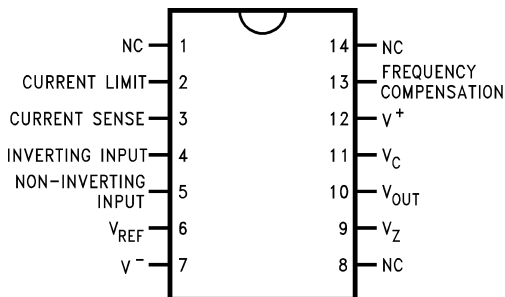 NC 1 14 NC
CURRENT LIMIT 2 13 FREQUENCY
COMPENSATION
CURRENT SENSE 3 12 V+
INVERTING INPUT 4 11 VC
NON-INVERTING
INPUT 5 10 VOUT
VREF 6 9 VZ
V- 7 8 NC